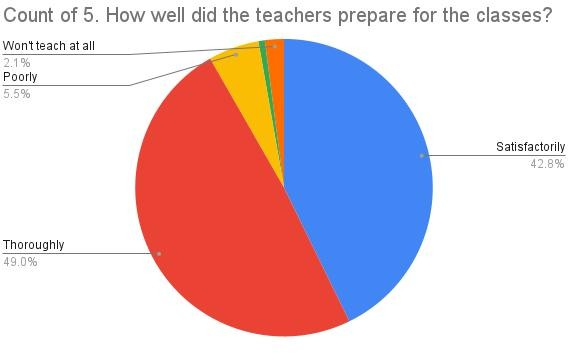 Count of 5. How well did the teachers prepare for the classes?
Won't teach at all
2.1%
Poorly
5.5%
Satisfactorily
42.8%
Thoroughly
49.0%